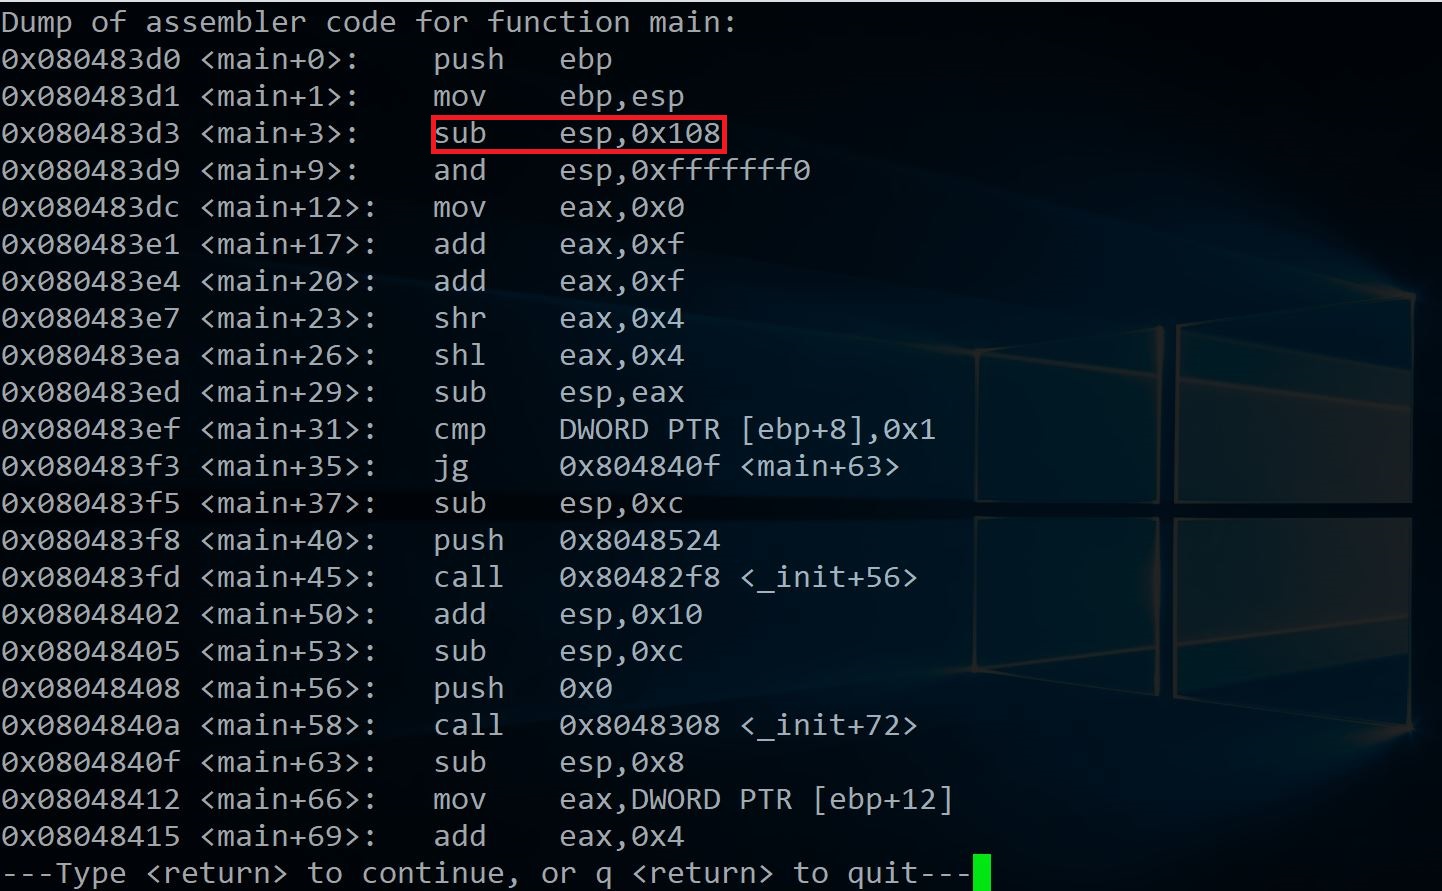 Dump of assembler code for function main:
0x080483d0 <main+0>:    push   ebp
0x080483d1 <main+1>:    mov    ebp,esp
0x080483d3 <main+3>:    sub    esp,0x108
0x080483d9 <main+9>:    and    esp,0xfffffff0
0x080483dc <main+12>:   mov    eax,0x0
0x080483e1 <main+17>:   add    eax,0xf
0x080483e4 <main+20>:   add    eax,0xf
0x080483e7 <main+23>:   shr    eax,0x4
0x080483ea <main+26>:   shl    eax,0x4
0x080483ed <main+29>:   sub    esp,eax
0x080483ef <main+31>:   cmp    DWORD PTR [ebp+8],0x1
0x080483f3 <main+35>:   jg     0x804840f <main+63>
0x080483f5 <main+37>:   sub    esp,0xc
0x080483f8 <main+40>:   push   0x8048524
0x080483fd <main+45>:   call   0x80482f8 <_init+56>
0x08048402 <main+50>:   add    esp,0x10
0x08048405 <main+53>:   sub    esp,0xc
0x08048408 <main+56>:   push   0x0
0x0804840a <main+58>:   call   0x8048308 <_init+72>
0x0804840f <main+63>:   sub    esp,0x8
0x08048412 <main+66>:   mov    eax,DWORD PTR [ebp+12]
0x08048415 <main+69>:   add    eax,0x4
---Type <return> to continue, or q <return> to quit---